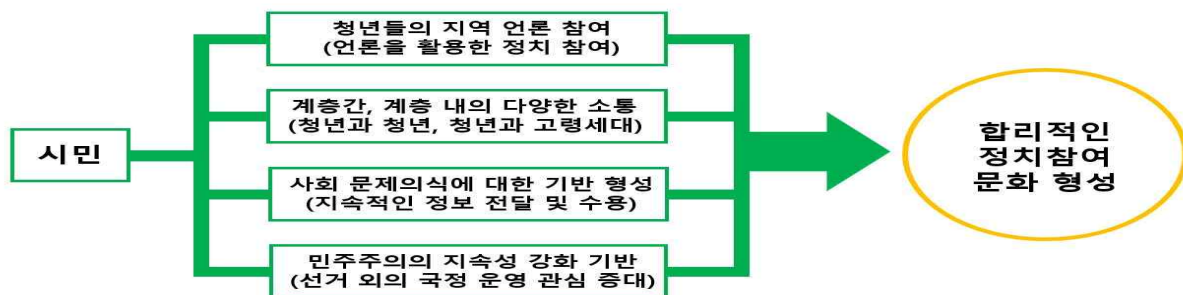 시민
청년들의 지역 언론 참여
(언론을 활용한 정치 참여)
계층간, 계층 내의 다양한 소통
(청년과 청년, 청년과 고령세대)
사회 문제의식에 대한 기반 형성
(지속적인 정보 전달 및 수용)
민주주의의 지속성 강화 기반
(선거 외의 국정 운영 관심 증대)
합리적인
정치참여
문화 형성